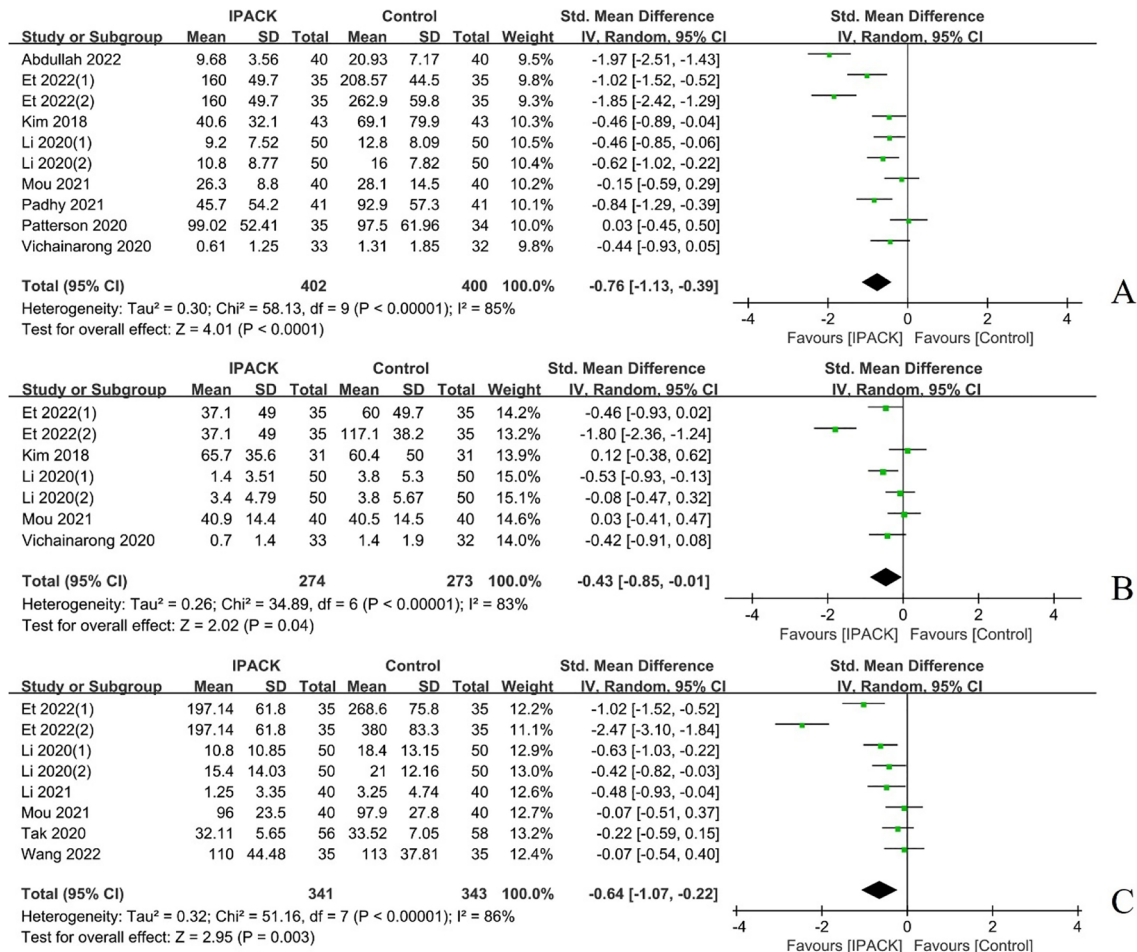 IPACK Control Std. Mean Difference Std. Mean Difference
Study or Subgroup Mean SD Total Mean SD Total Weight IV, Random, 95% CI IV, Random, 95% CI
Abdullah 2022 9.68 3.56 40 20.93 7.17 40 9.5% -1.97 [-2.51, -1.43]
Et 2022(1) 160 49.7 35 208.57 44.5 35 9.8% -1.02 [-1.52, -0.52]
Et 2022(2) 160 49.7 35 262.9 59.8 35 9.3% -1.85 [-2.42, -1.29]
Kim 2018 40.6 32.1 43 69.1 79.9 43 10.3% -0.46 [-0.89, -0.04]
Li 2020(1) 9.2 7.52 50 12.8 8.09 50 10.5% -0.46 [-0.85, -0.06]
Li 2020(2) 10.8 8.77 50 16 7.82 50 10.4% -0.62 [-1.02, -0.22]
Mou 2021 26.3 8.8 40 28.1 14.5 40 10.2% -0.15 [-0.59, 0.29]
Padhy 2021 45.7 54.2 41 92.9 57.3 41 10.1% -0.84 [-1.29, -0.39]
Patterson 2020 99.02 52.41 35 97.5 61.96 34 10.0% 0.03 [-0.45, 0.50]
Vichainarong 2020 0.61 1.25 33 1.31 1.85 32 9.8% -0.44 [-0.93, 0.05]
Total (95% CI) 402 400 100.0% -0.76 [-1.13, -0.39]
Heterogeneity: Tau² = 0.30; Chi² = 58.13, df = 9 (P < 0.00001); I² = 85%
Test for overall effect: Z = 4.01 (P < 0.0001)
-4 -2 0 2 4
Favours [IPACK] Favours [Control]
A
IPACK Control Std. Mean Difference Std. Mean Difference
Study or Subgroup Mean SD Total Mean SD Total Weight IV, Random, 95% CI IV, Random, 95% CI
Et 2022(1) 37.1 49 35 60 49.7 35 14.2% -0.46 [-0.93, 0.02]
Et 2022(2) 37.1 49 35 117.1 38.2 35 13.2% -1.80 [-2.36, -1.24]
Kim 2018 65.7 35.6 31 60.4 50 31 13.9% 0.12 [-0.38, 0.62]
Li 2020(1) 1.4 3.51 50 3.8 5.3 50 15.0% -0.53 [-0.93, -0.13]
Li 2020(2) 3.4 4.79 50 3.8 5.67 50 15.1% -0.08 [-0.47, 0.32]
Mou 2021 40.9 14.4 40 40.5 14.5 40 14.6% 0.03 [-0.41, 0.47]
Vichainarong 2020 0.7 1.4 33 1.4 1.9 32 14.0% -0.42 [-0.91, 0.08]
Total (95% CI) 274 273 100.0% -0.43 [-0.85, -0.01]
Heterogeneity: Tau² = 0.26; Chi² = 34.89, df = 6 (P < 0.00001); I² = 83%
Test for overall effect: Z = 2.02 (P = 0.04)
-4 -2 0 2 4
Favours [IPACK] Favours [Control]
B
IPACK Control Std. Mean Difference Std. Mean Difference
Study or Subgroup Mean SD Total Mean SD Total Weight IV, Random, 95% CI IV, Random, 95% CI
Et 2022(1) 197.14 61.8 35 268.6 75.8 35 12.2% -1.02 [-1.52, -0.52]
Et 2022(2) 197.14 61.8 35 380 83.3 35 11.1% -2.47 [-3.10, -1.84]
Li 2020(1) 10.8 10.85 50 18.4 13.15 50 12.9% -0.63 [-1.03, -0.22]
Li 2020(2) 15.4 14.03 50 21 12.16 50 13.0% -0.42 [-0.82, -0.03]
Li 2021 1.25 3.35 40 3.25 4.74 40 12.6% -0.48 [-0.93, -0.04]
Mou 2021 96 23.5 40 97.9 27.8 40 12.7% -0.07 [-0.51, 0.37]
Tak 2020 32.11 5.65 56 33.52 7.05 58 13.2% -0.22 [-0.59, 0.15]
Wang 2022 110 44.48 35 113 37.81 35 12.4% -0.07 [-0.54, 0.40]
Total (95% CI) 341 343 100.0% -0.64 [-1.07, -0.22]
Heterogeneity: Tau² = 0.32; Chi² = 51.16, df = 7 (P < 0.00001); I² = 86%
Test for overall effect: Z = 2.95 (P = 0.003)
-4 -2 0 2 4
Favours [IPACK] Favours [Control]
C